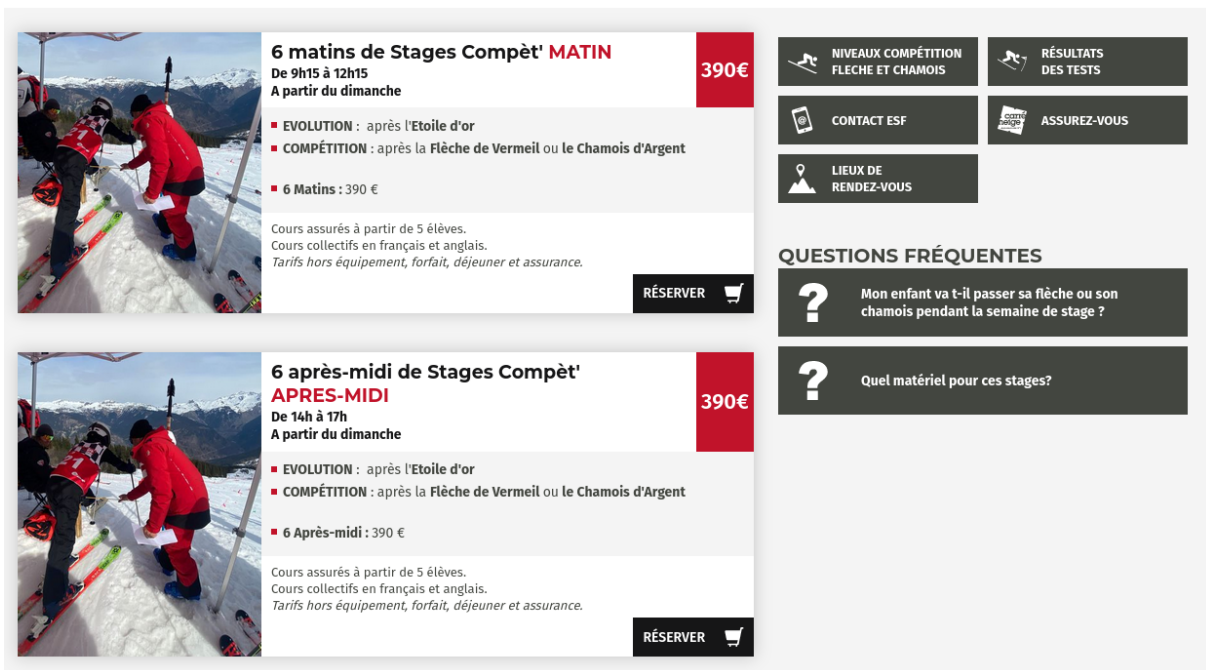 6 matins de Stages Compèt' MATIN
De 9h15 à 12h15
A partir du dimanche
390€
EVOLUTION : après l'Etoile d'or
COMPÉTITION : après la Flèche de Vermeil ou le Chamois d'Argent
6 Matins : 390 €
Cours assurés à partir de 5 élèves.
Cours collectifs en français et anglais.
Tarifs hors équipement, forfait, déjeuner et assurance.
RÉSERVER
6 après-midi de Stages Compèt'
APRES-MIDI
De 14h à 17h
A partir du dimanche
390€
EVOLUTION : après l'Etoile d'or
COMPÉTITION : après la Flèche de Vermeil ou le Chamois d'Argent
6 Après-midi : 390 €
Cours assurés à partir de 5 élèves.
Cours collectifs en français et anglais.
Tarifs hors équipement, forfait, déjeuner et assurance.
RÉSERVER
NIVEAUX COMPÉTITION
FLECHE ET CHAMOIS
RÉSULTATS
DES TESTS
CONTACT ESF
carré
neige
ASSUREZ-VOUS
LIEUX DE
RENDEZ-VOUS
QUESTIONS FRÉQUENTES
?
Mon enfant va t-il passer sa flèche ou son
chamois pendant la semaine de stage ?
?
Quel matériel pour ces stages?